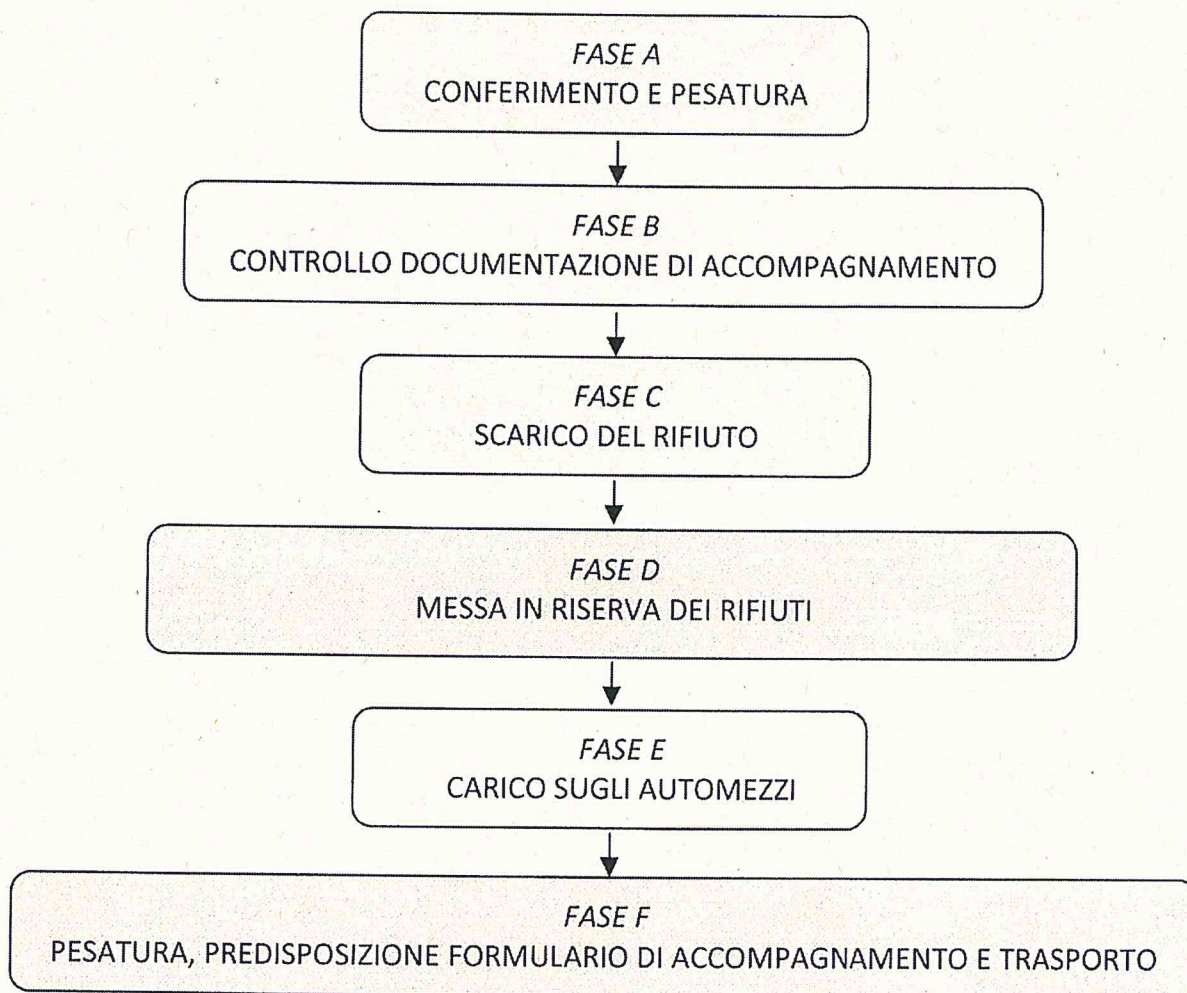 FASE A
CONFERIMENTO E PESATURA
FASE B
CONTROLLO DOCUMENTAZIONE DI ACCOMPAGNAMENTO
FASE C
SCARICO DEL RIFIUTO
FASE D
MESSA IN RISERVA DEI RIFIUTI
FASE E
CARICO SUGLI AUTOMEZZI
FASE F
PESATURA, PREDISPOSIZIONE FORMULARIO DI ACCOMPAGNAMENTO E TRASPORTO